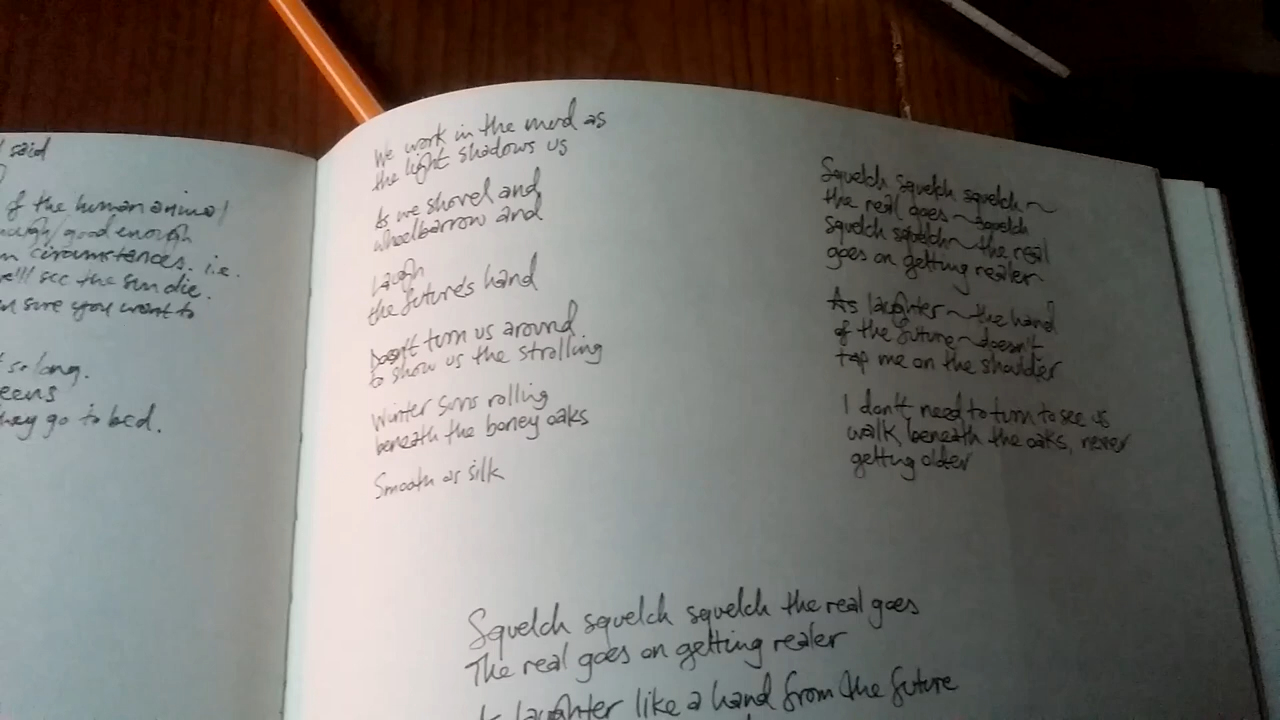 said
of the human animal
good enough
circumstances. i.e.
see the sun die.
sure you want to
so long.
go to bed.
We work in the mud as
the light shadows us
As we shovel and
wheelbarrow and
Laugh
the future's hand
Doesn't turn us around
to show us the strolling
Winter suns rolling
beneath the boney oaks
Smooth as silk
Squelch squelch squelch ~
the real goes ~ squelch
squelch squelch ~ the real
goes on getting realer
As laughter ~ the hand
of the future ~ doesn't
tap me on the shoulder
I don't need to turn to see us
walk beneath the oaks, never
getting older
Squelch squelch squelch the real goes
The real goes on getting realer
laughter like a hand from the future